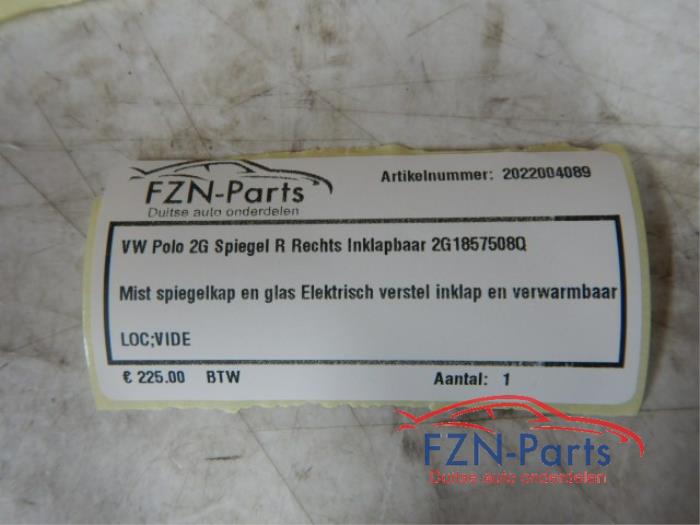 FZN-Parts
Duitse auto onderdelen
Artikelnummer: 2022004089
VW Polo 2G Spiegel R Rechts Inklapbaar 2G1857508Q
Mist spiegelkap en glas Elektrisch verstel inklap en verwarmbaar
LOC;VIDE
€ 225.00 BTW Aantal: 1
FZN-Parts
Duitse auto onderdelen